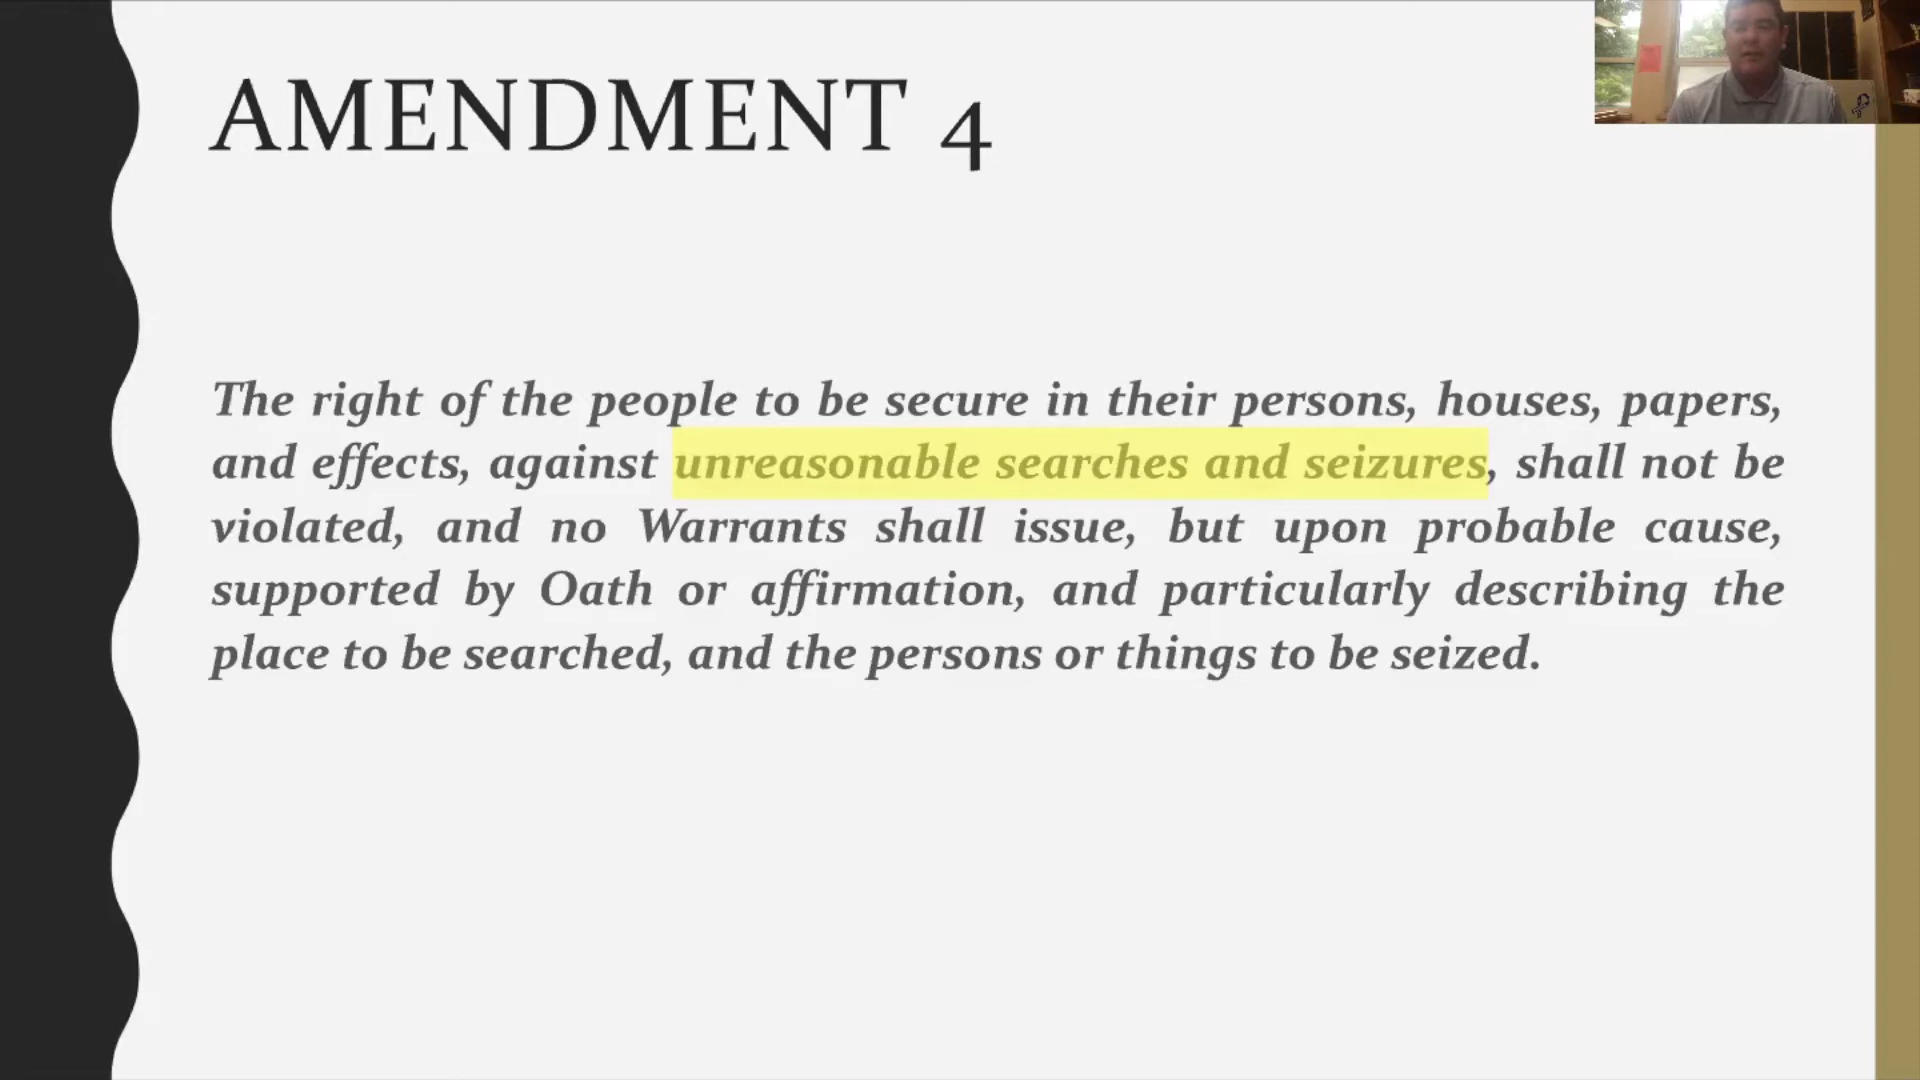 AMENDMENT 4
The right of the people to be secure in their persons, houses, papers,
and effects, against unreasonable searches and seizures, shall not be
violated, and no Warrants shall issue, but upon probable cause,
supported by Oath or affirmation, and particularly describing the
place to be searched, and the persons or things to be seized.